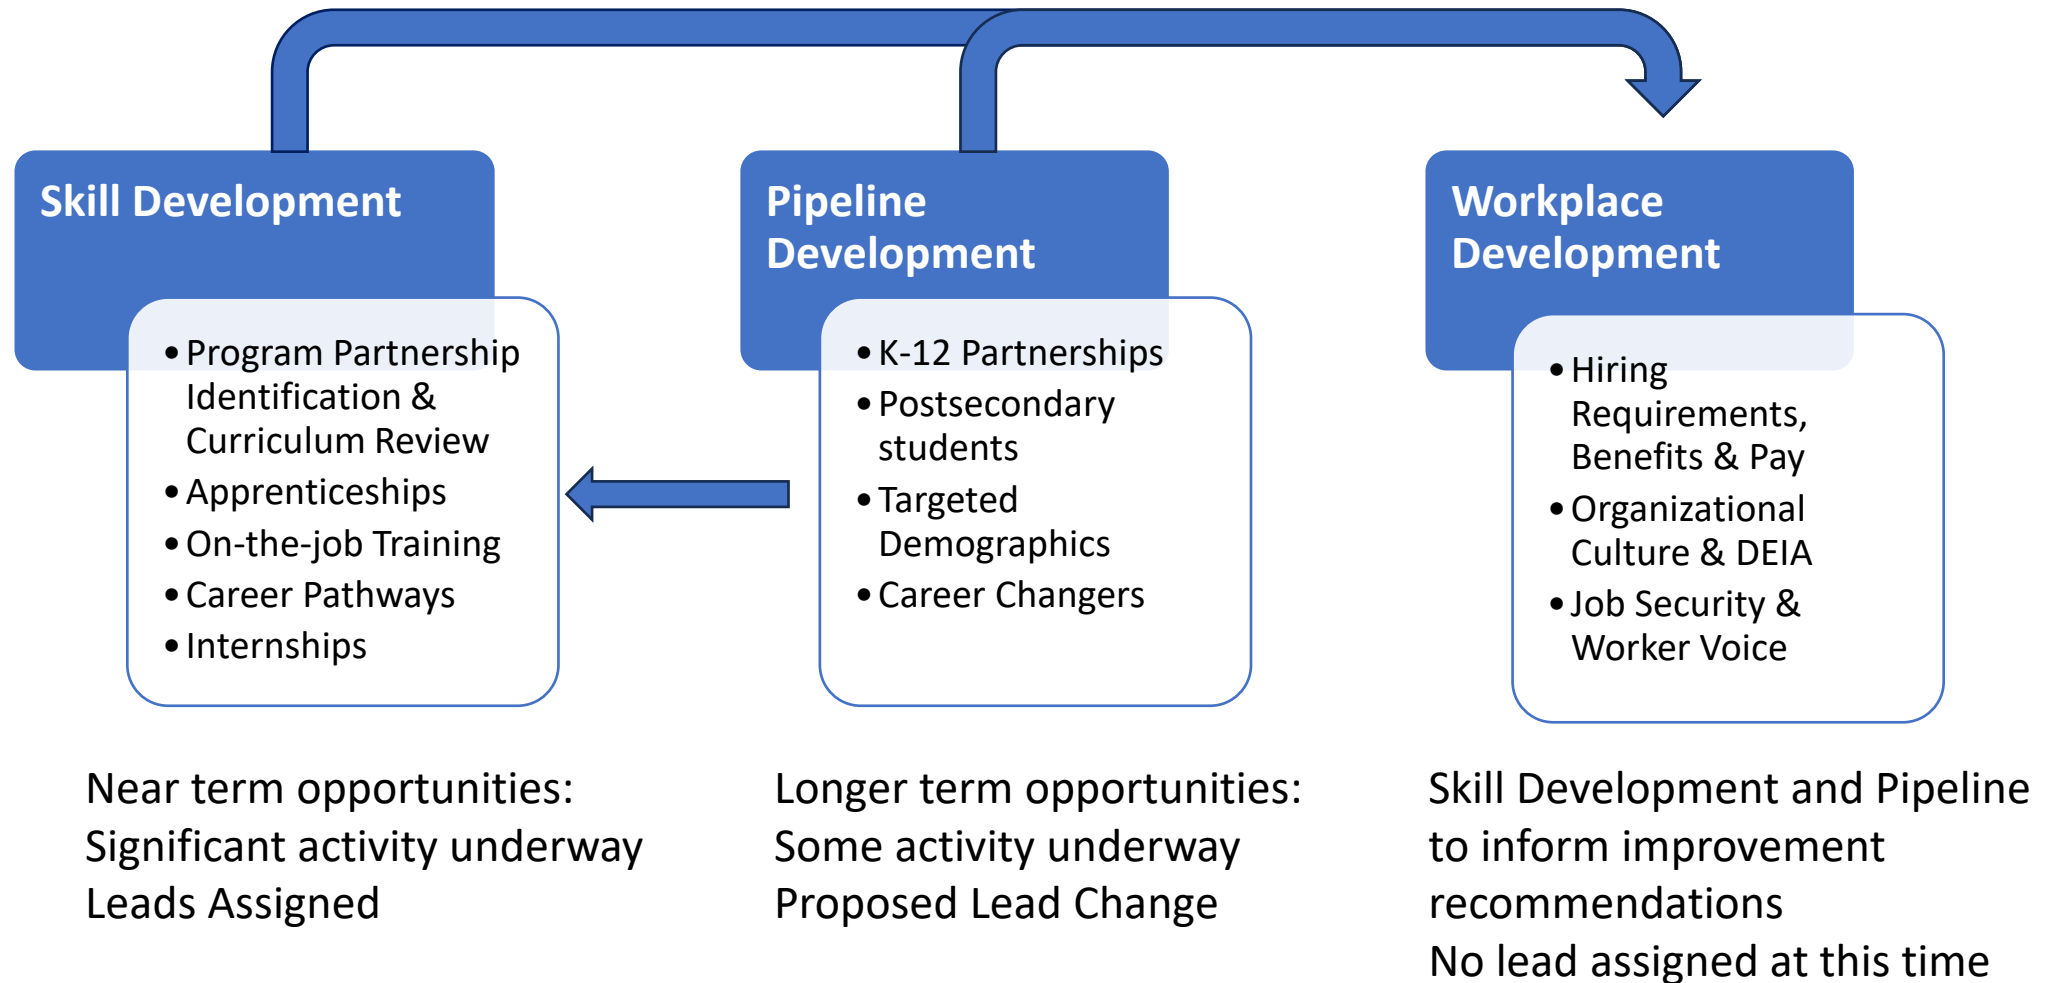 Skill Development
• Program Partnership
Identification &
Curriculum Review
• Apprenticeships
• On-the-job Training
• Career Pathways
• Internships
Near term opportunities:
Significant activity underway
Leads Assigned
Pipeline
Development
• K-12 Partnerships
• Postsecondary
students
• Targeted
Demographics
• Career Changers
Longer term opportunities:
Some activity underway
Proposed Lead Change
Workplace
Development
• Hiring
Requirements,
Benefits & Pay
• Organizational
Culture & DEIA
• Job Security &
Worker Voice
Skill Development and Pipeline
to inform improvement
recommendations
No lead assigned at this time